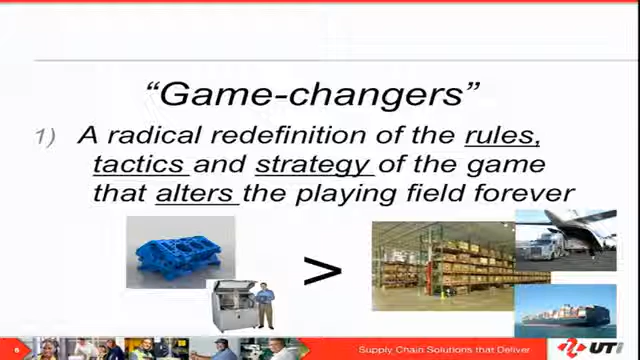 “Game-changers”
1) A radical redefinition of the rules,
tactics and strategy of the game
that alters the playing field forever
>
6
Supply Chain Solutions that Deliver
UTi